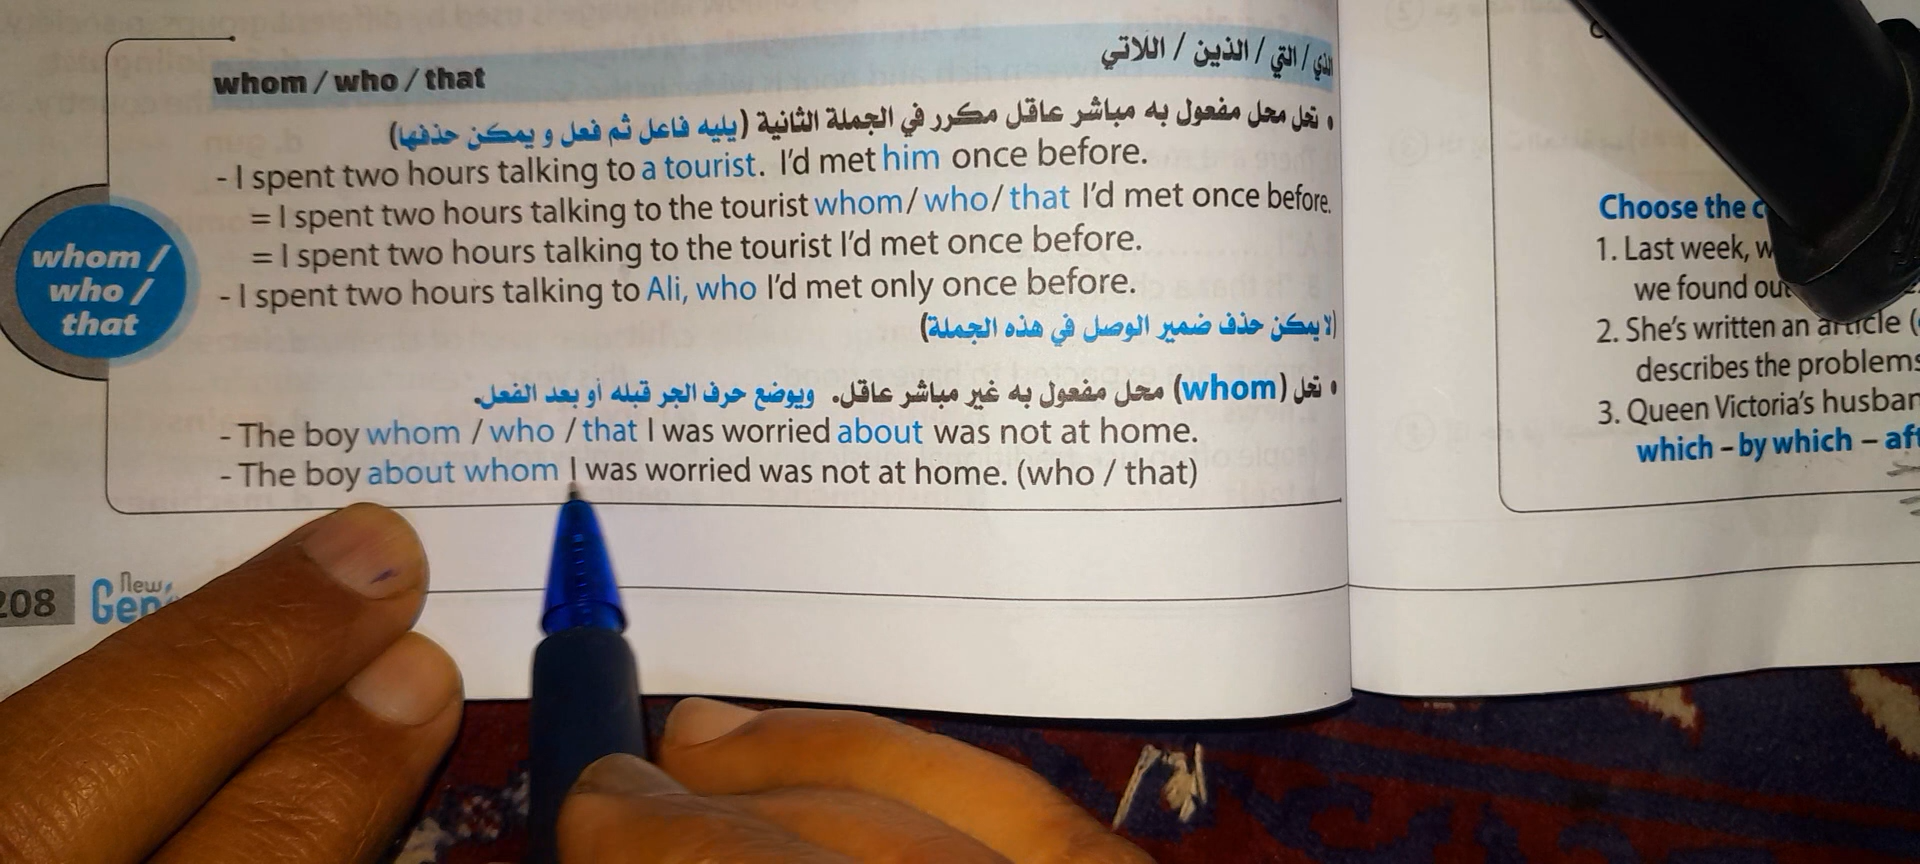 whom / who / that
الذي / التي / الذين / اللاتي
• تحل محل مفعول به مباشر عاقل مكرر في الجملة الثانية (يليه فاعل ثم فعل و يمكن حذفها)
- I spent two hours talking to a tourist. I'd met him once before.
= I spent two hours talking to the tourist whom/ who/ that I'd met once before.
= I spent two hours talking to the tourist I'd met once before.
- I spent two hours talking to Ali, who I'd met only once before.
(لا يمكن حذف ضمير الوصل في هذه الجملة)
• تحل (whom) محل مفعول به غير مباشر عاقل. ويوضع حرف الجر قبله أو بعد الفعل.
- The boy whom / who / that I was worried about was not at home.
- The boy about whom I was worried was not at home. (who / that)
whom /
who /
that
208
New
Choose the
1. Last week,
we found out
2. She's written an article
describes the problems
3. Queen Victoria's
which – by which –